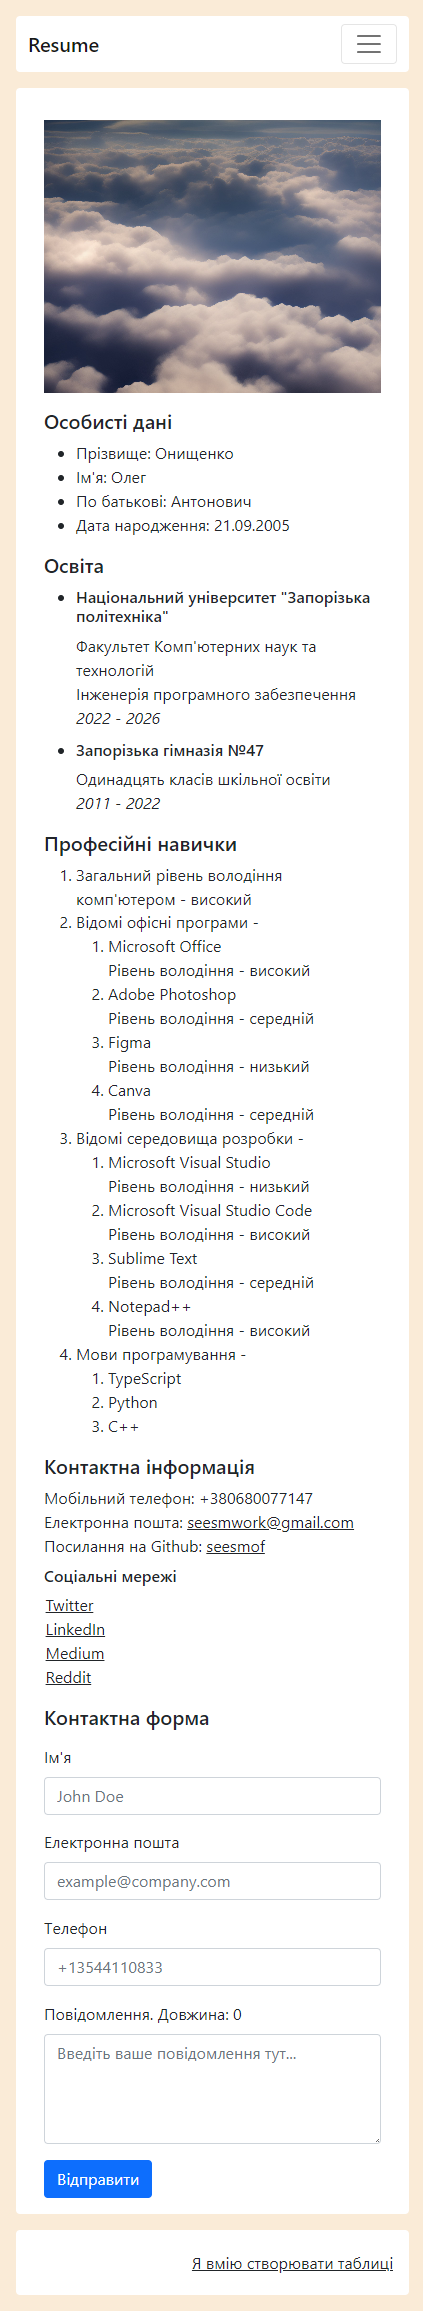 Resume
Особисті дані
Прізвище: Онищенко
Ім'я: Олег
По батькові: Антонович
Дата народження: 21.09.2005
Освіта
Національний університет "Запорізька
політехніка"
Факультет Комп'ютерних наук та
технологій
Інженерія програмного забезпечення
2022 - 2026
Запорізька гімназія №47
Одинадцять класів шкільної освіти
2011 - 2022
Професійні навички
1. Загальний рівень володіння
комп'ютером - високий
2. Відомі офісні програми -
1. Microsoft Office
Рівень володіння - високий
2. Adobe Photoshop
Рівень володіння - середній
3. Figma
Рівень володіння - низький
4. Canva
Рівень володіння - середній
3. Відомі середовища розробки -
1. Microsoft Visual Studio
Рівень володіння - низький
2. Microsoft Visual Studio Code
Рівень володіння - високий
3. Sublime Text
Рівень володіння - середній
4. Notepad++
Рівень володіння - високий
4. Мови програмування -
1. TypeScript
2. Python
3. C++
Контактна інформація
Мобільний телефон: +380680077147
Електронна пошта: seesmwork@gmail.com
Посилання на Github: seesmof
Соціальні мережі
Twitter
LinkedIn
Medium
Reddit
Контактна форма
Ім'я
John Doe
Електронна пошта
example@company.com
Телефон
+13544110833
Повідомлення. Довжина: 0
Введіть ваше повідомлення тут...
Відправити
Я вмію створювати таблиці